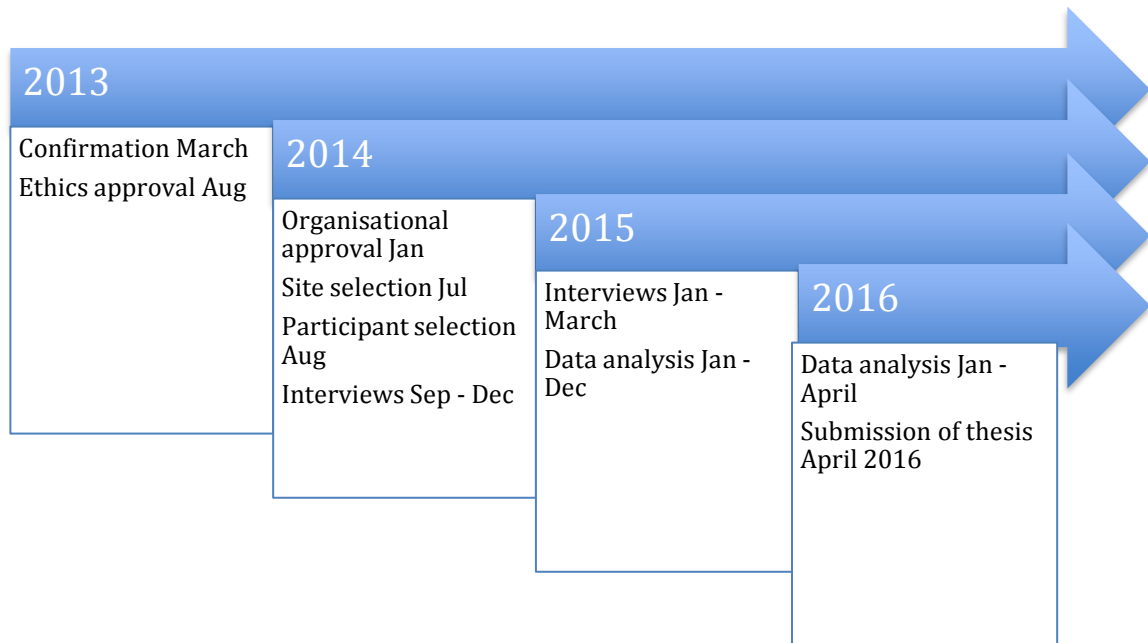 2013
Confirmation March
Ethics approval Aug
2014
Organisational
approval Jan
Site selection Jul
Participant selection
Aug
Interviews Sep - Dec
2015
Interviews Jan -
March
Data analysis Jan -
Dec
2016
Data analysis Jan -
April
Submission of thesis
April 2016